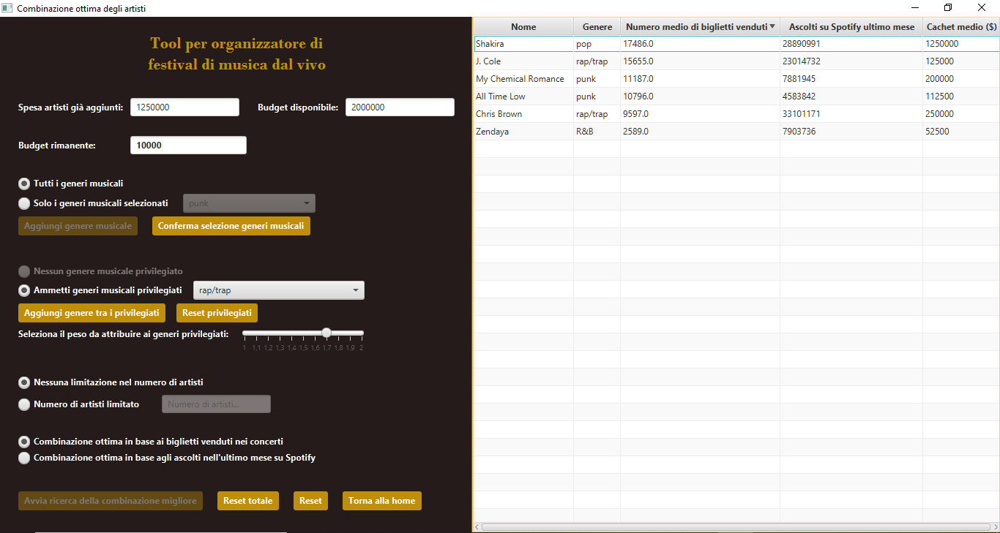 Combinazione ottima degli artisti
Tool per organizzatore di
festival di musica dal vivo
Spesa artisti già aggiunti: 1250000 Budget disponibile: 2000000
Budget rimanente: 10000
Tutti i generi musicali
Solo i generi musicali selezionati punk
Aggiungi genere musicale Conferma selezione generi musicali
Nessun genere musicale privilegiato
Ammetti generi musicali privilegiati rap/trap
Aggiungi genere tra i privilegiati Reset privilegiati
Seleziona il peso da attribuire ai generi privilegiati:
1 1,1 1,2 1,3 1,4 1,5 1,6 1,7 1,8 1,9 2
Nessuna limitazione nel numero di artisti
Numero di artisti limitato Numero di artisti...
Combinazione ottima in base ai biglietti venduti nei concerti
Combinazione ottima in base agli ascolti nell'ultimo mese su Spotify
Avvia ricerca della combinazione migliore Reset totale Reset Torna alla home
Nome Genere Numero medio di biglietti venduti Ascolti su Spotify ultimo mese Cachet medio ($)
Shakira pop 17486.0 28890991 1250000
J. Cole rap/trap 15655.0 23014732 125000
My Chemical Romance punk 11187.0 7881945 200000
All Time Low punk 10796.0 4583842 112500
Chris Brown rap/trap 9597.0 33101171 250000
Zendaya R&B 2589.0 7903736 52500